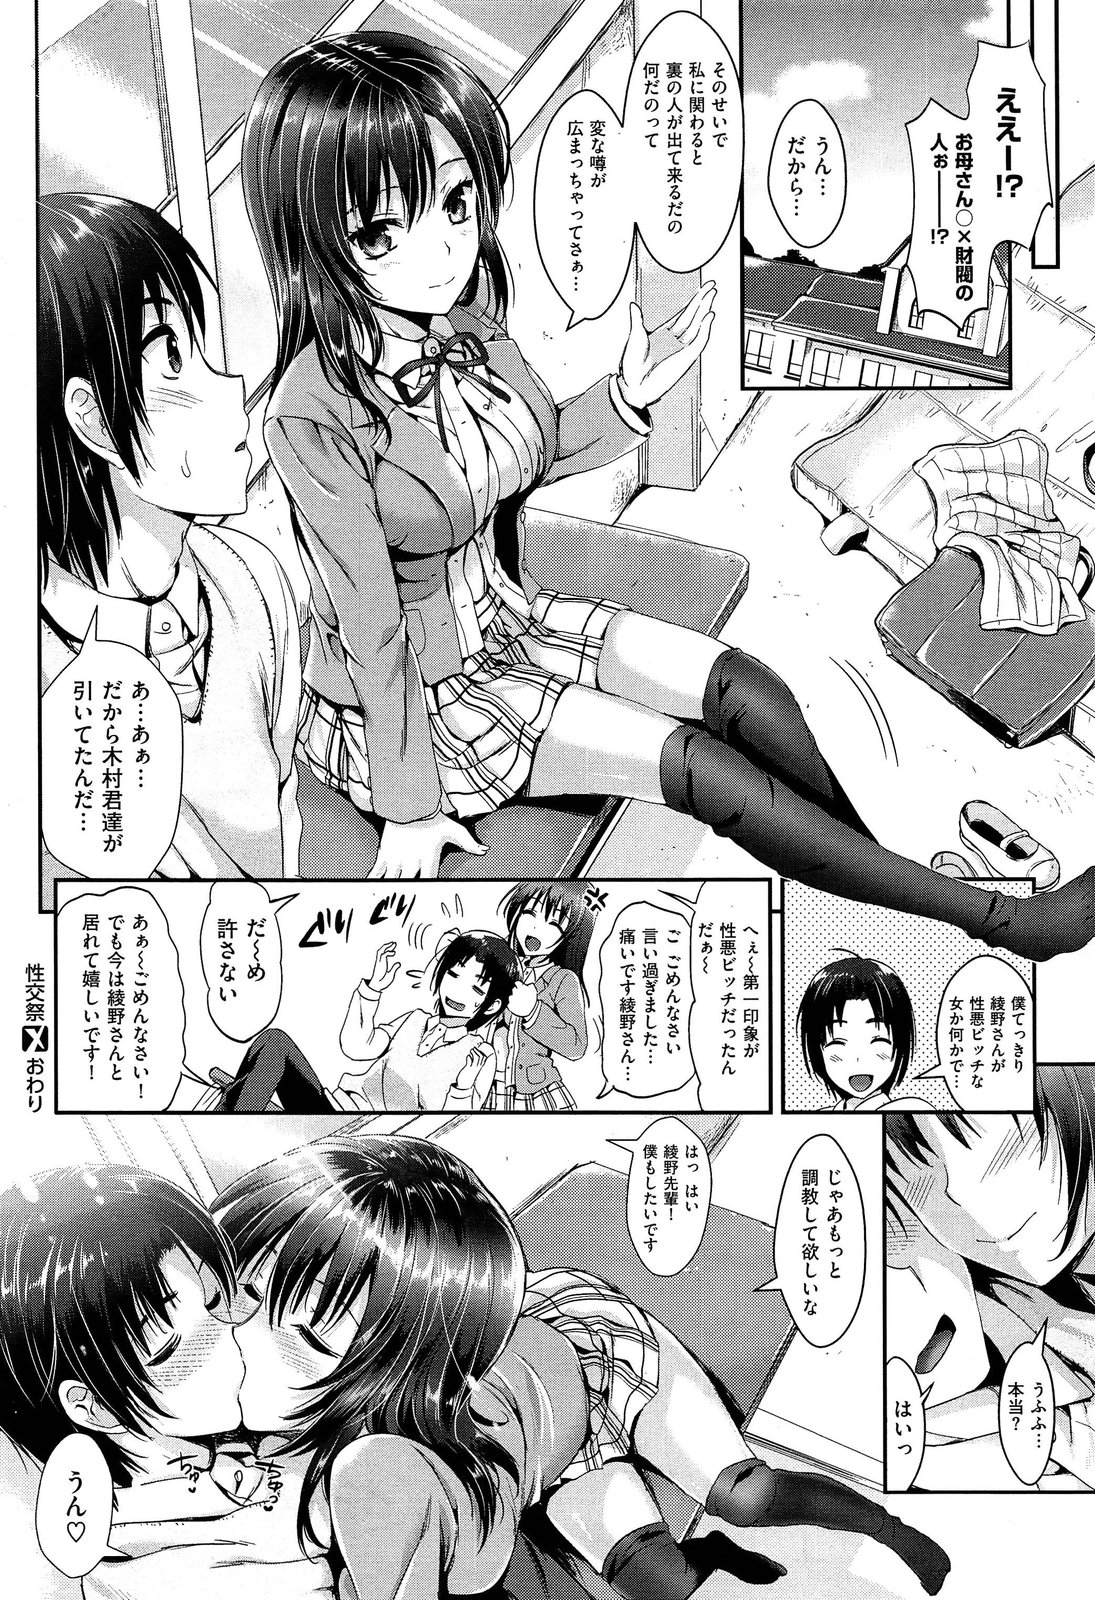 ええー!?
お母さん○×財閥の
人ぉ――!?
うん…
だから…
そのせいで
私に関わると
裏の人が出て来るだの
何だのって
変な噂が
広まっちゃってさぁ…
あ…あぁ…
だから木村君達が
引いてたんだ…
僕てっきり
綾野さんが
性悪ビッチな
女か何かで…
へぇ〜第一印象が
性悪ビッチだったん
だぁ〜
ご ごめんなさい
言い過ぎました…
痛いです綾野さん…
ぐりぐり
だ〜め
許さない
あぁ〜ごめんなさい!
でも今は綾野さんと
居れて嬉しいです!
うふふ…
本当?
はいっ
じゃあもっと
調教して欲しいな
はっ はい
綾野先輩!
僕もしたいです
ちゅっ
ちゅ
うん♡
性交祭X おわり